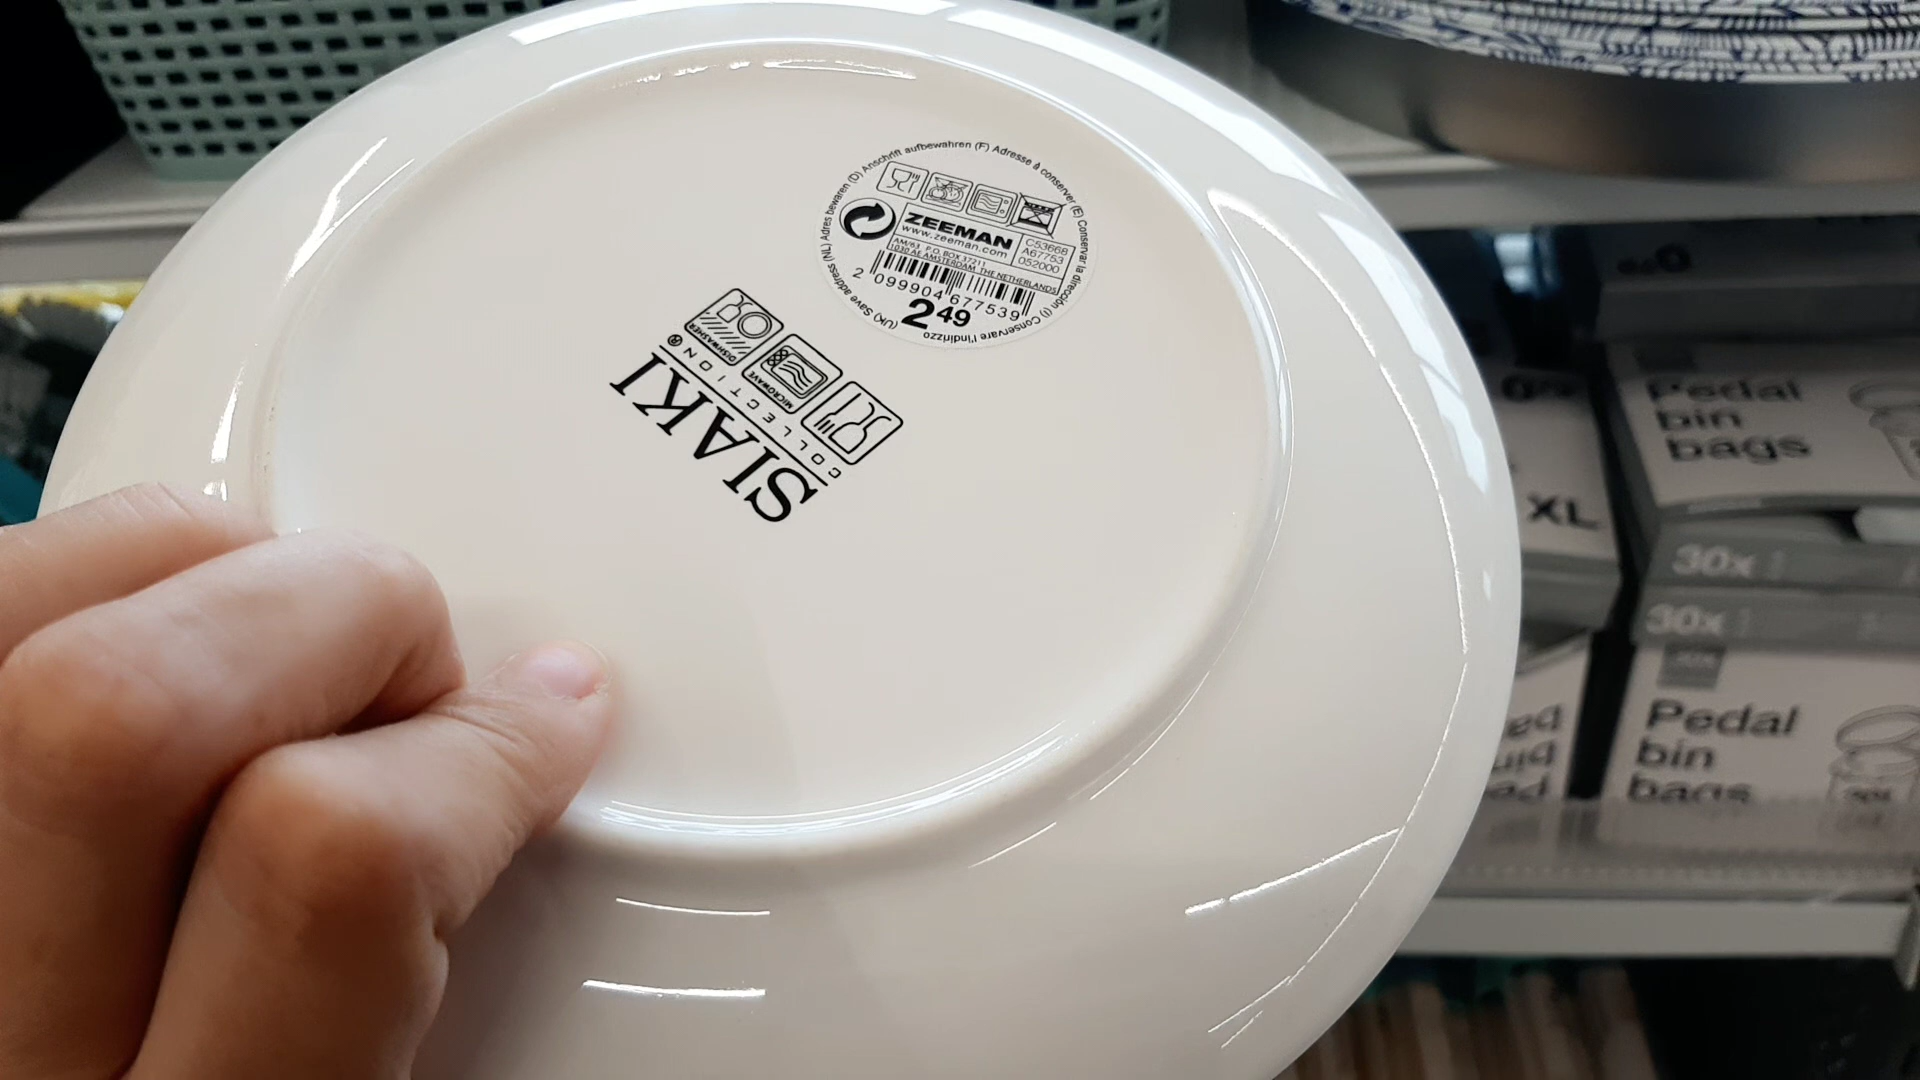 (NL) Adres bewaren (D) Anschrift aufbewahren (F) Adresse à conserver (E) Conservar la dirección (I) Conservare l'indirizzo (UK) Save address
ZEEMAN
www.zeeman.com
AM/63 P.O. BOX 37211
1030 AE AMSTERDAM THE NETHERLANDS
C53668
A67753
052000
2 099904 677539
2 49
SIAKI
COLLECTION®
DISHWASHER
MICROWAVE
Pedal
bin
bags
XL
30x
30x
Pedal
bin
bags